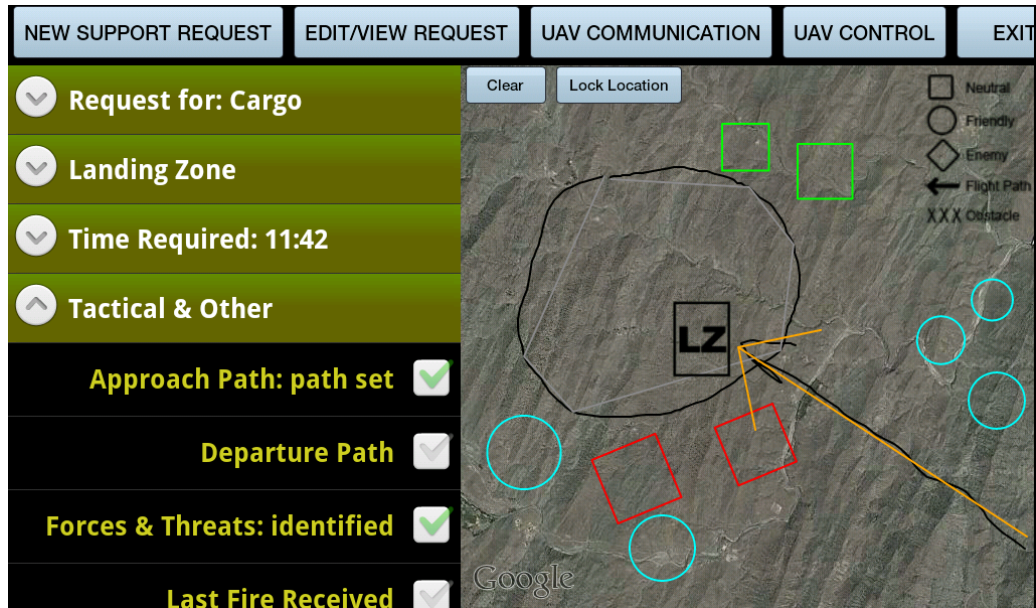 NEW SUPPORT REQUEST
EDIT/VIEW REQUEST
UAV COMMUNICATION
UAV CONTROL
EXIT
Request for: Cargo
Landing Zone
Time Required: 11:42
Tactical & Other
Approach Path: path set
Departure Path
Forces & Threats: identified
Last Fire Received
Clear
Lock Location
Neutral
Friendly
Enemy
Flight Path
XXX Obstacle
LZ
Google